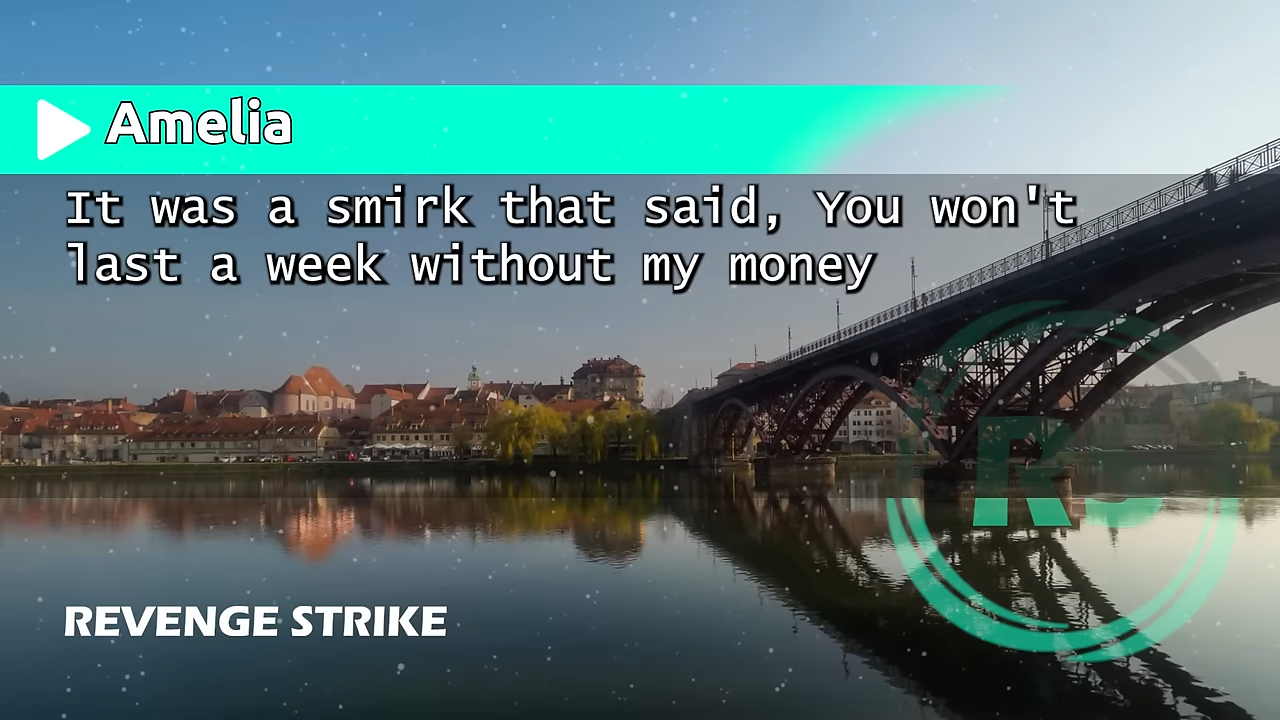 Amelia
It was a smirk that said, You won't
last a week without my money
REVENGE STRIKE